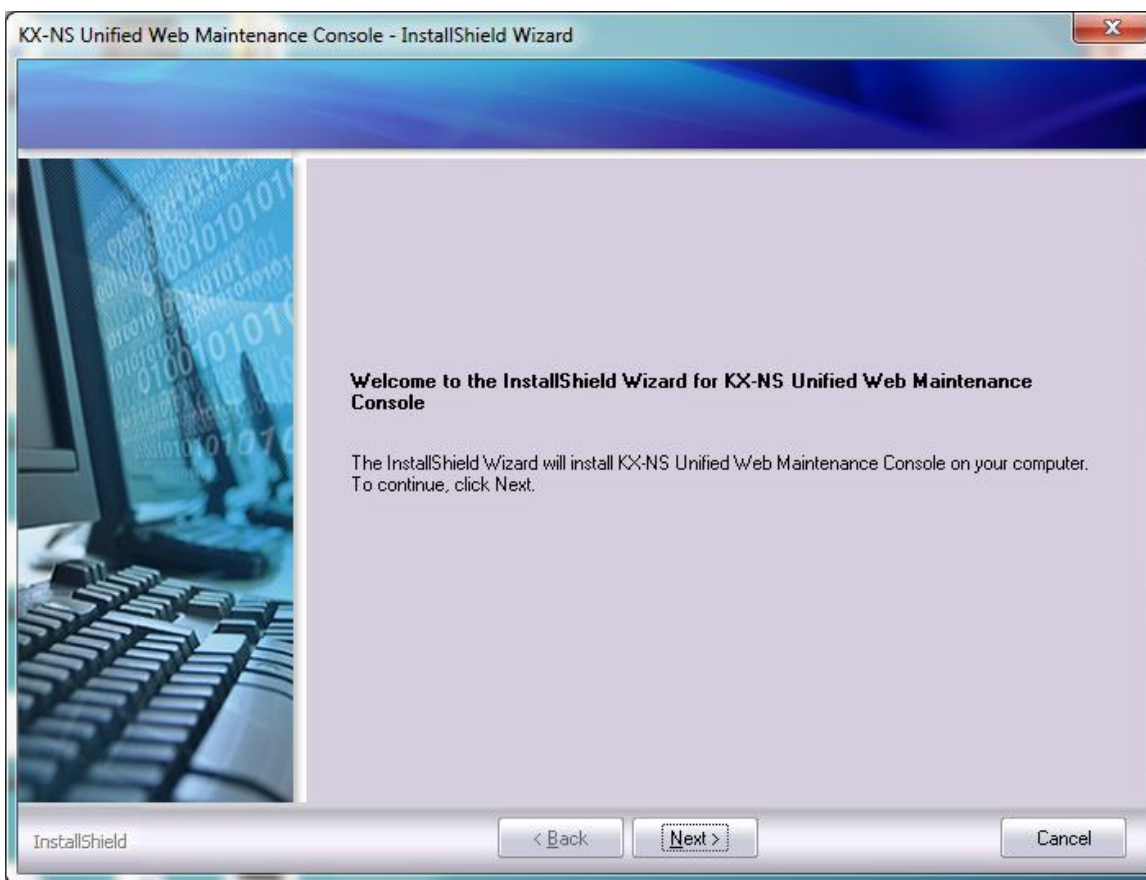 KX-NS Unified Web Maintenance Console - InstallShield Wizard
Welcome to the InstallShield Wizard for KX-NS Unified Web Maintenance
Console
The InstallShield Wizard will install KX-NS Unified Web Maintenance Console on your computer.
To continue, click Next.
InstallShield
< Back
Next >
Cancel